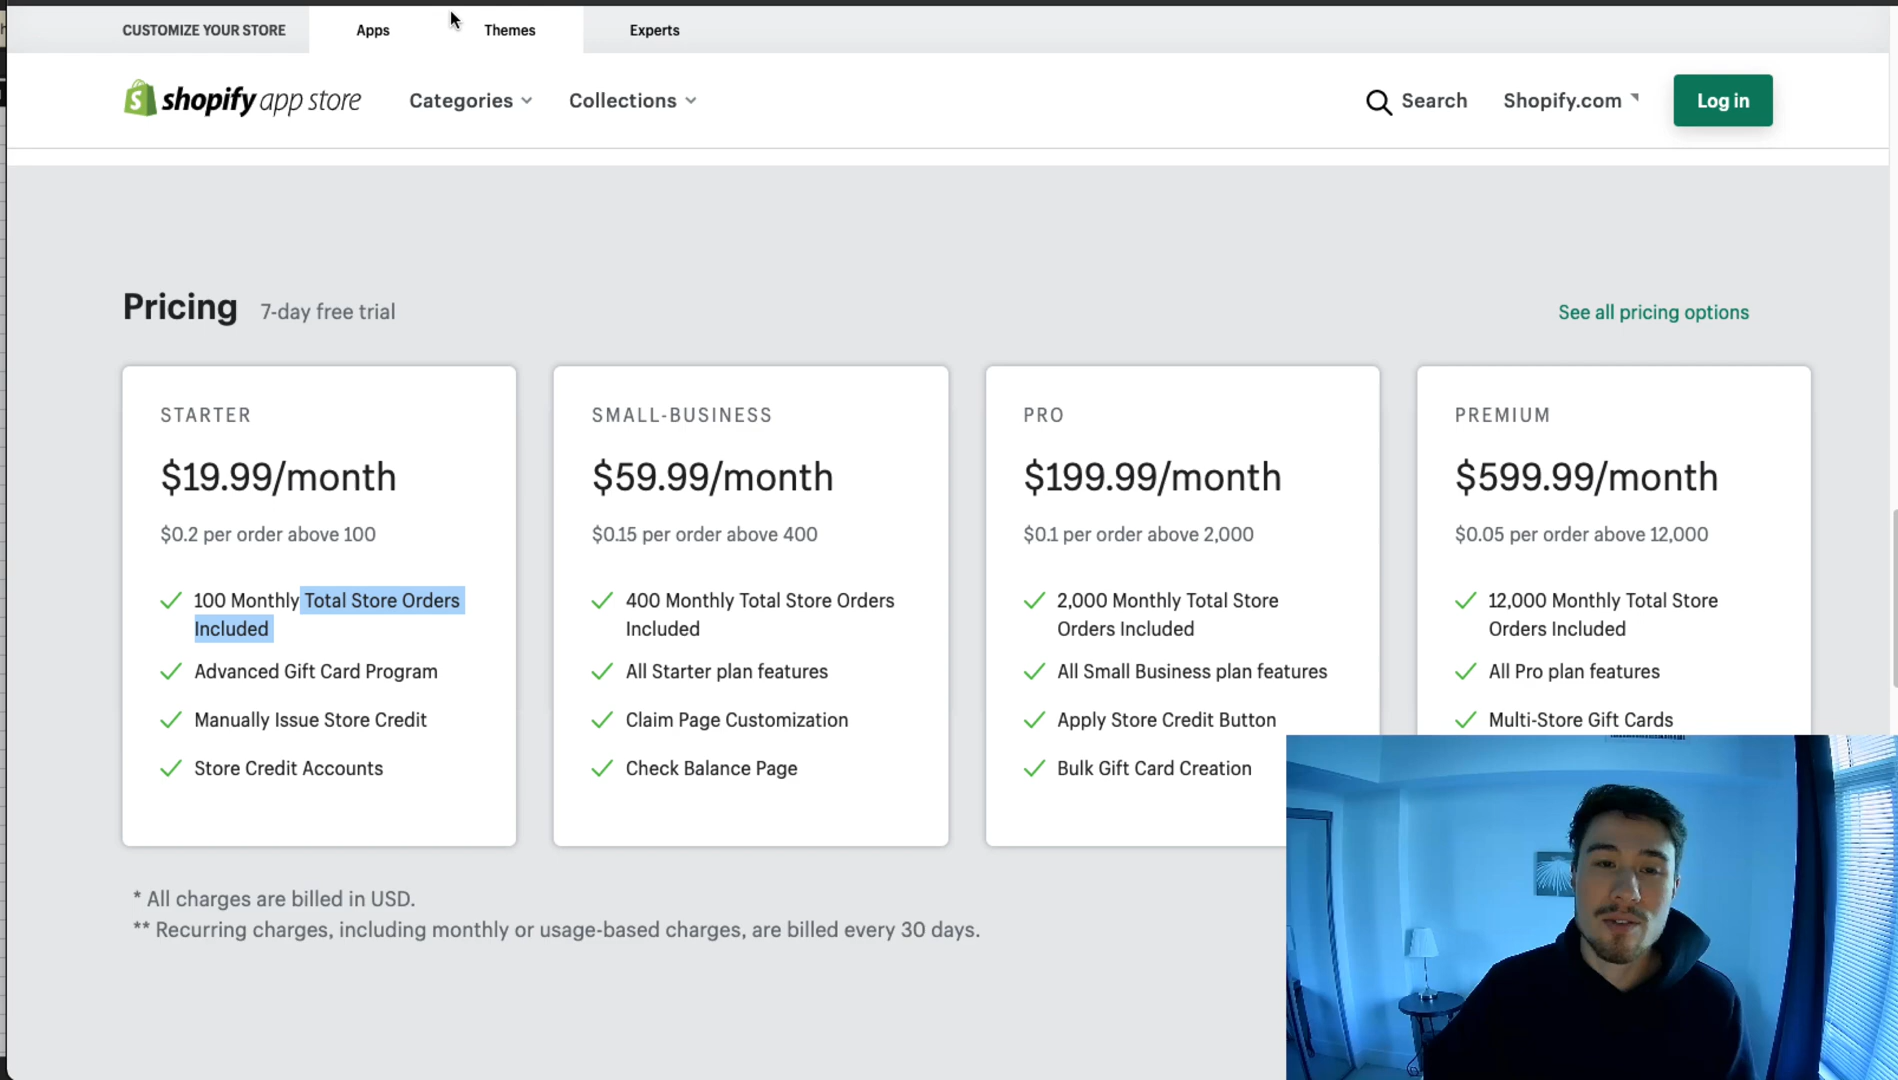 CUSTOMIZE YOUR STORE Apps Themes Experts
shopify app store Categories Collections Search Shopify.com Log in
Pricing 7-day free trial See all pricing options
STARTER
$19.99/month
$0.2 per order above 100
100 Monthly Total Store Orders
Included
Advanced Gift Card Program
Manually Issue Store Credit
Store Credit Accounts
SMALL-BUSINESS
$59.99/month
$0.15 per order above 400
400 Monthly Total Store Orders
Included
All Starter plan features
Claim Page Customization
Check Balance Page
PRO
$199.99/month
$0.1 per order above 2,000
2,000 Monthly Total Store
Orders Included
All Small Business plan features
Apply Store Credit Button
Bulk Gift Card Creation
PREMIUM
$599.99/month
$0.05 per order above 12,000
12,000 Monthly Total Store
Orders Included
All Pro plan features
Multi-Store Gift Cards
* All charges are billed in USD.
** Recurring charges, including monthly or usage-based charges, are billed every 30 days.